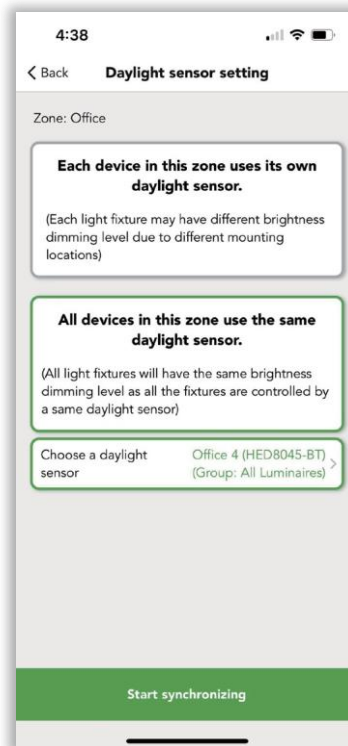 4:38
Back Daylight sensor setting
Zone: Office
Each device in this zone uses its own
daylight sensor.
(Each light fixture may have different brightness
dimming level due to different mounting
locations)
All devices in this zone use the same
daylight sensor.
(All light fixtures will have the same brightness
dimming level as all the fixtures are controlled by
a same daylight sensor)
Choose a daylight Office 4 (HED8045-BT)
sensor (Group: All Luminaires)
Start synchronizing